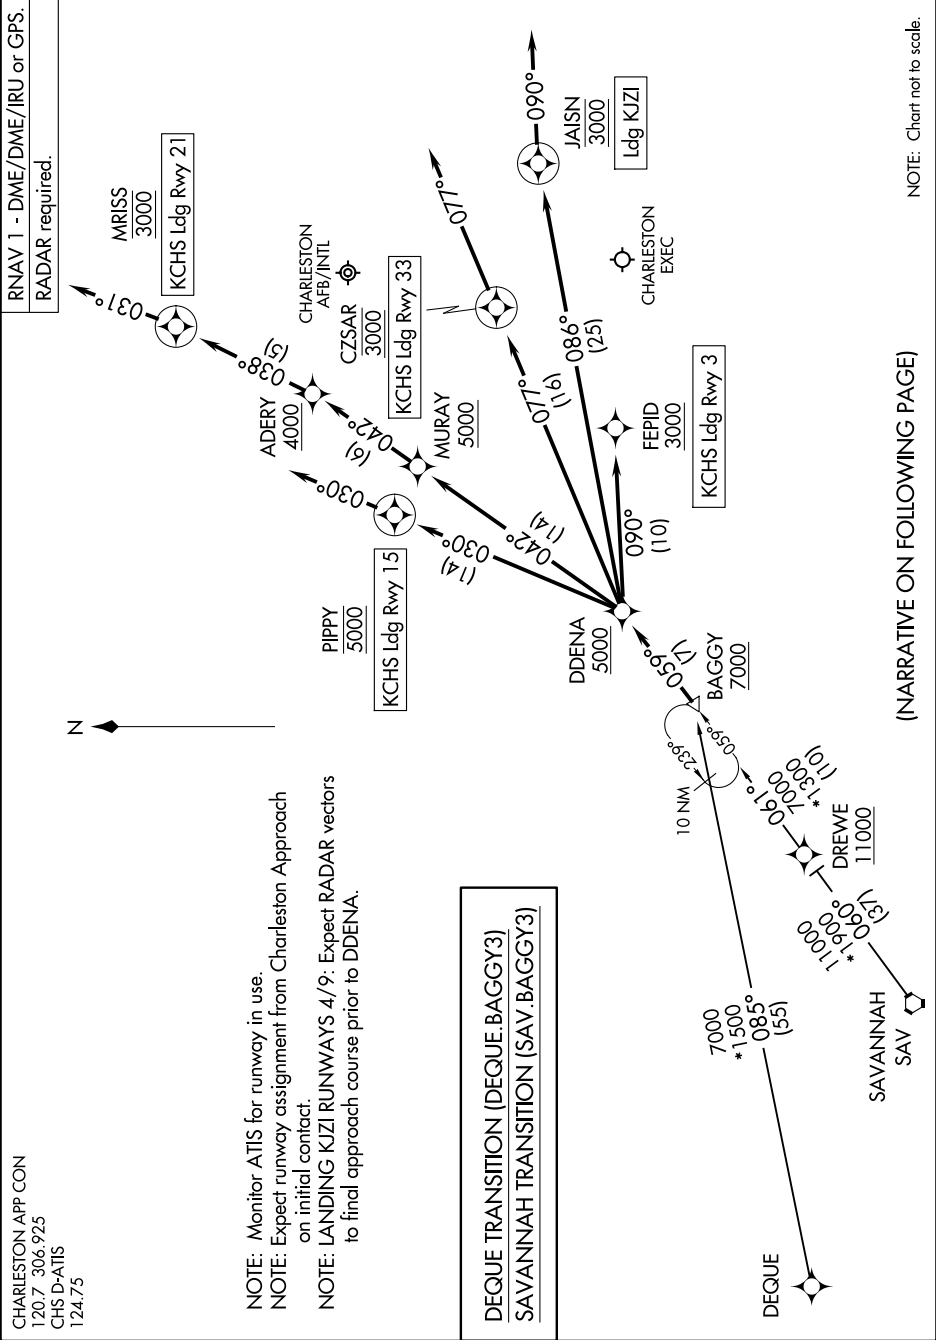 CHARLESTON APP CON
120.7 306.925
CHS D-ATIS
124.75
RNAV 1 - DME/DME/IRU or GPS.
RADAR required.
N
NOTE: Monitor ATIS for runway in use.
NOTE: Expect runway assignment from Charleston Approach
on initial contact.
NOTE: LANDING KJZI RUNWAYS 4/9: Expect RADAR vectors
to final approach course prior to DDENA.
MRISS
3000
KCHS Ldg Rwy 21
031°
038°
(5)
ADERY
4000
CHARLESTON
AFB/INTL
CZSAR
3000
KCHS Ldg Rwy 33
077°
042°
(6)
MURAY
5000
030°
PIPPY
5000
KCHS Ldg Rwy 15
030°
(14)
042°
(14)
077°
(16)
090°
JAISN
3000
Ldg KJZI
086°
(25)
CHARLESTON
EXEC
FEPID
3000
KCHS Ldg Rwy 3
090°
(10)
DDENA
5000
059°
(7)
BAGGY
7000
239°
059°
10 NM
061°
7000
*1300
(10)
DREWE
11000
11000
*1900
060°
(37)
SAVANNAH
SAV
7000
*1500
085°
(55)
DEQUE
DEQUE TRANSITION (DEQUE.BAGGY3)
SAVANNAH TRANSITION (SAV.BAGGY3)
(NARRATIVE ON FOLLOWING PAGE)
NOTE: Chart not to scale.